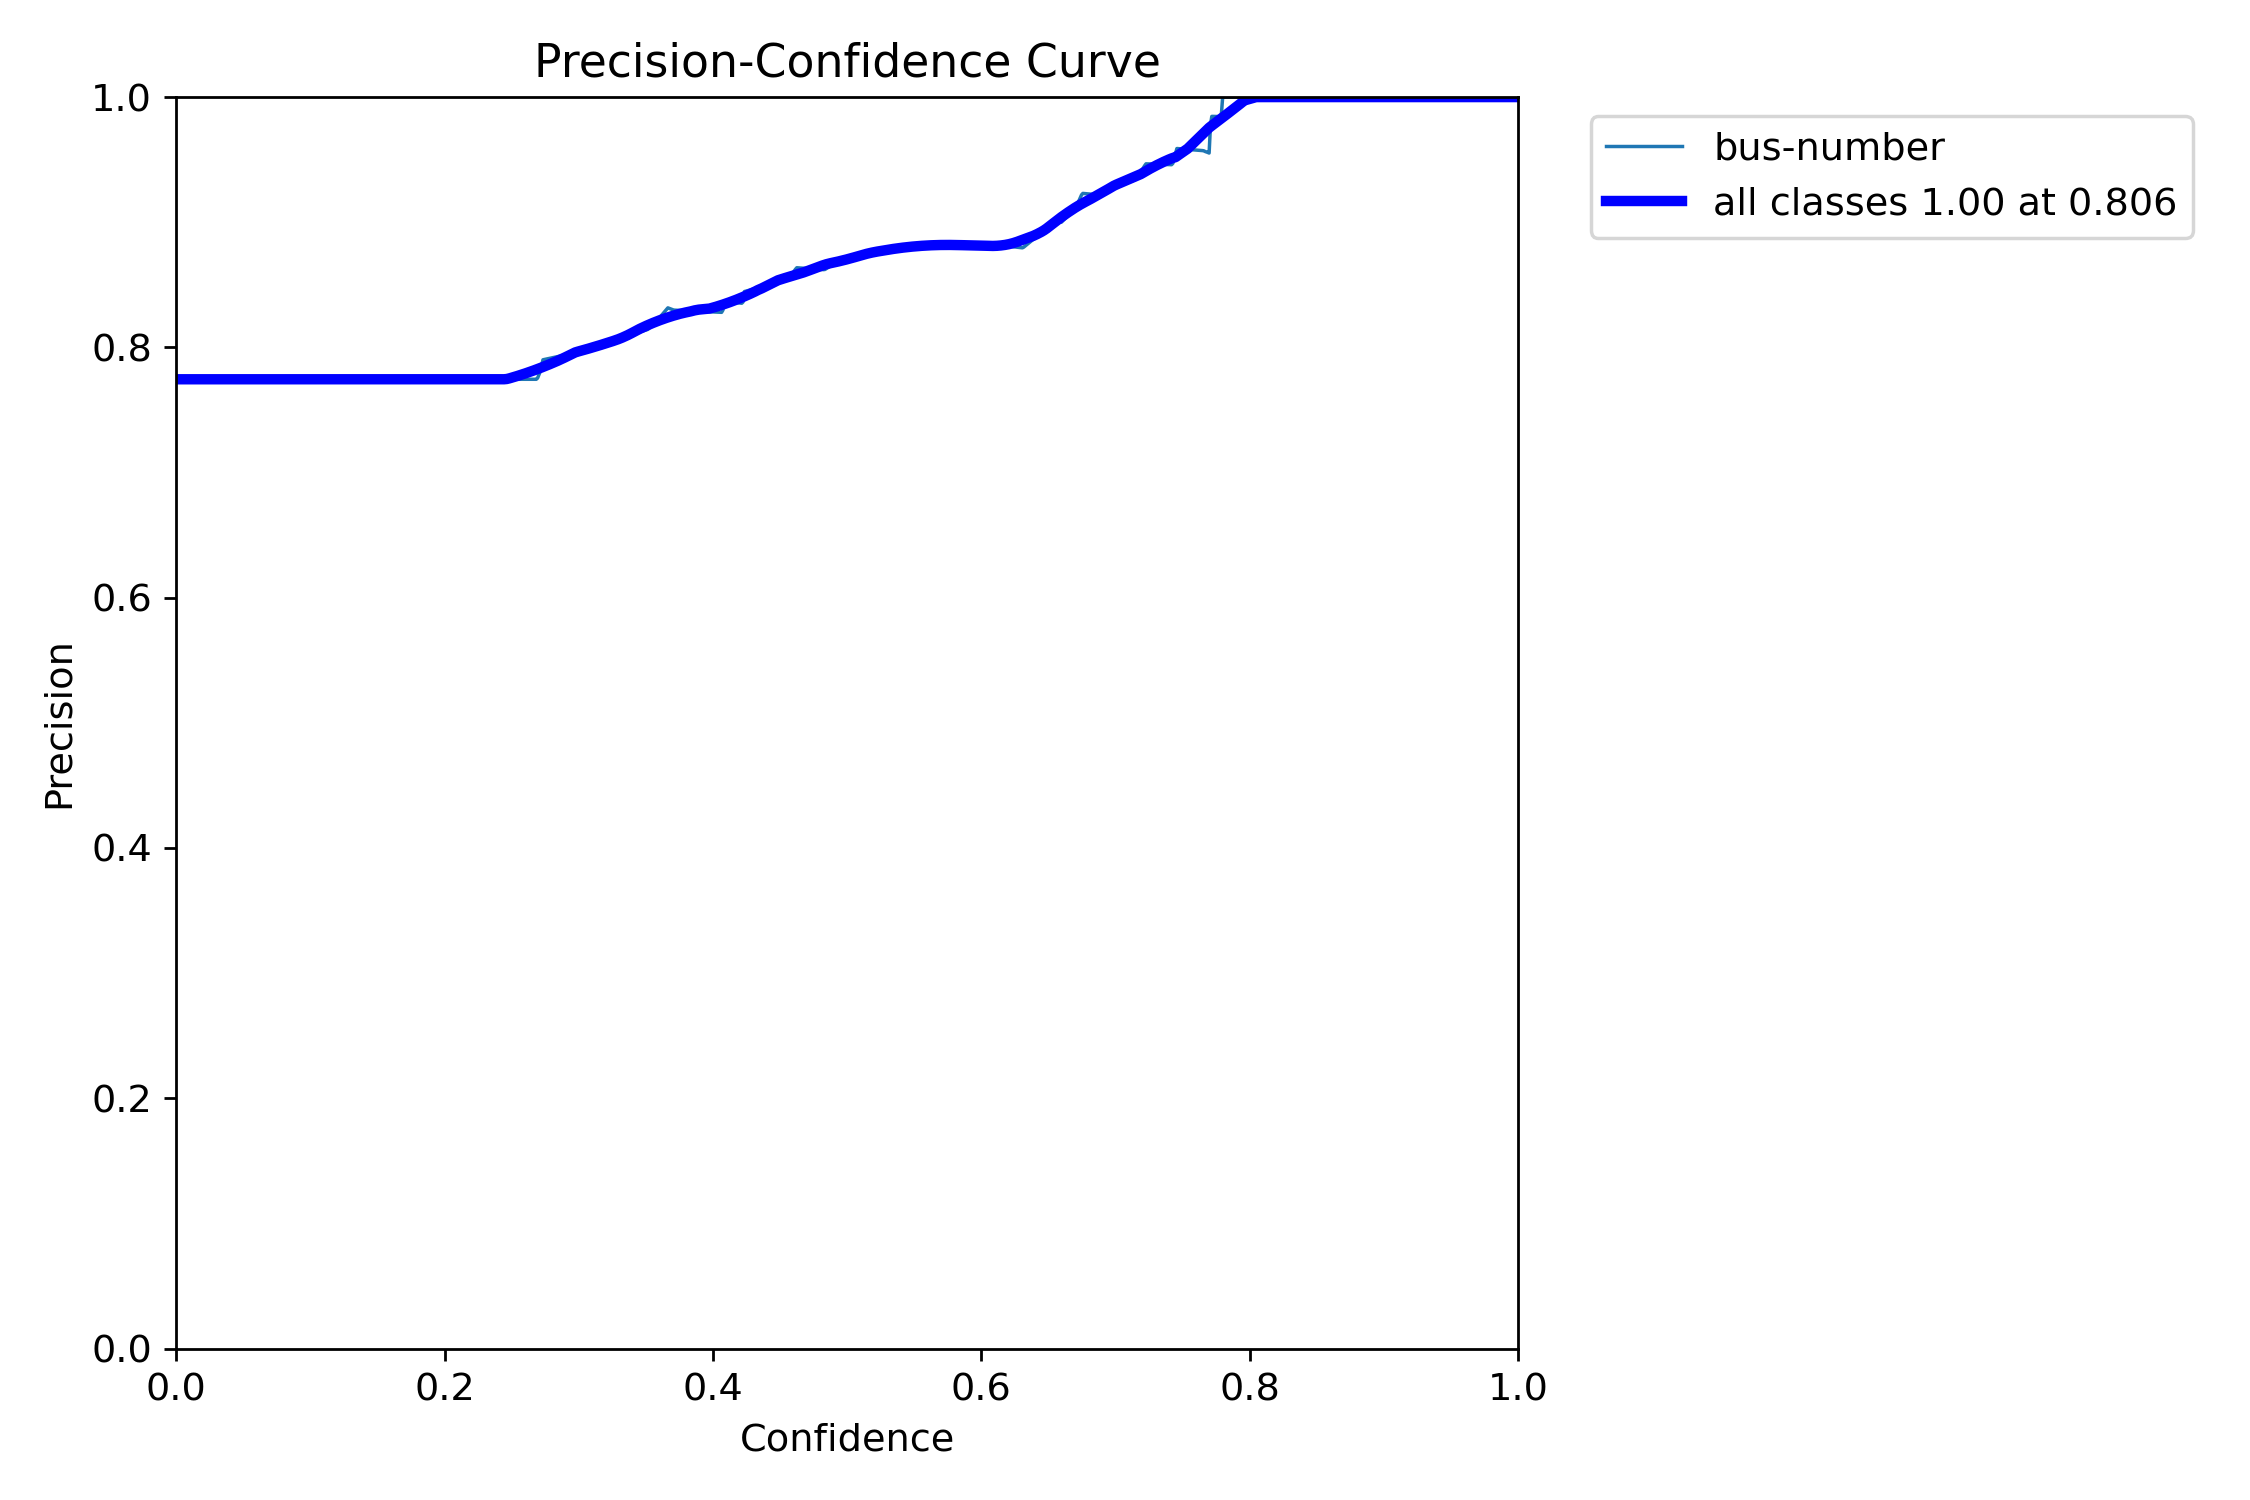 Precision-Confidence Curve
1.0
0.8
0.6
0.4
0.2
0.0
Precision
0.0 0.2 0.4 0.6 0.8 1.0
Confidence
bus-number
all classes 1.00 at 0.806